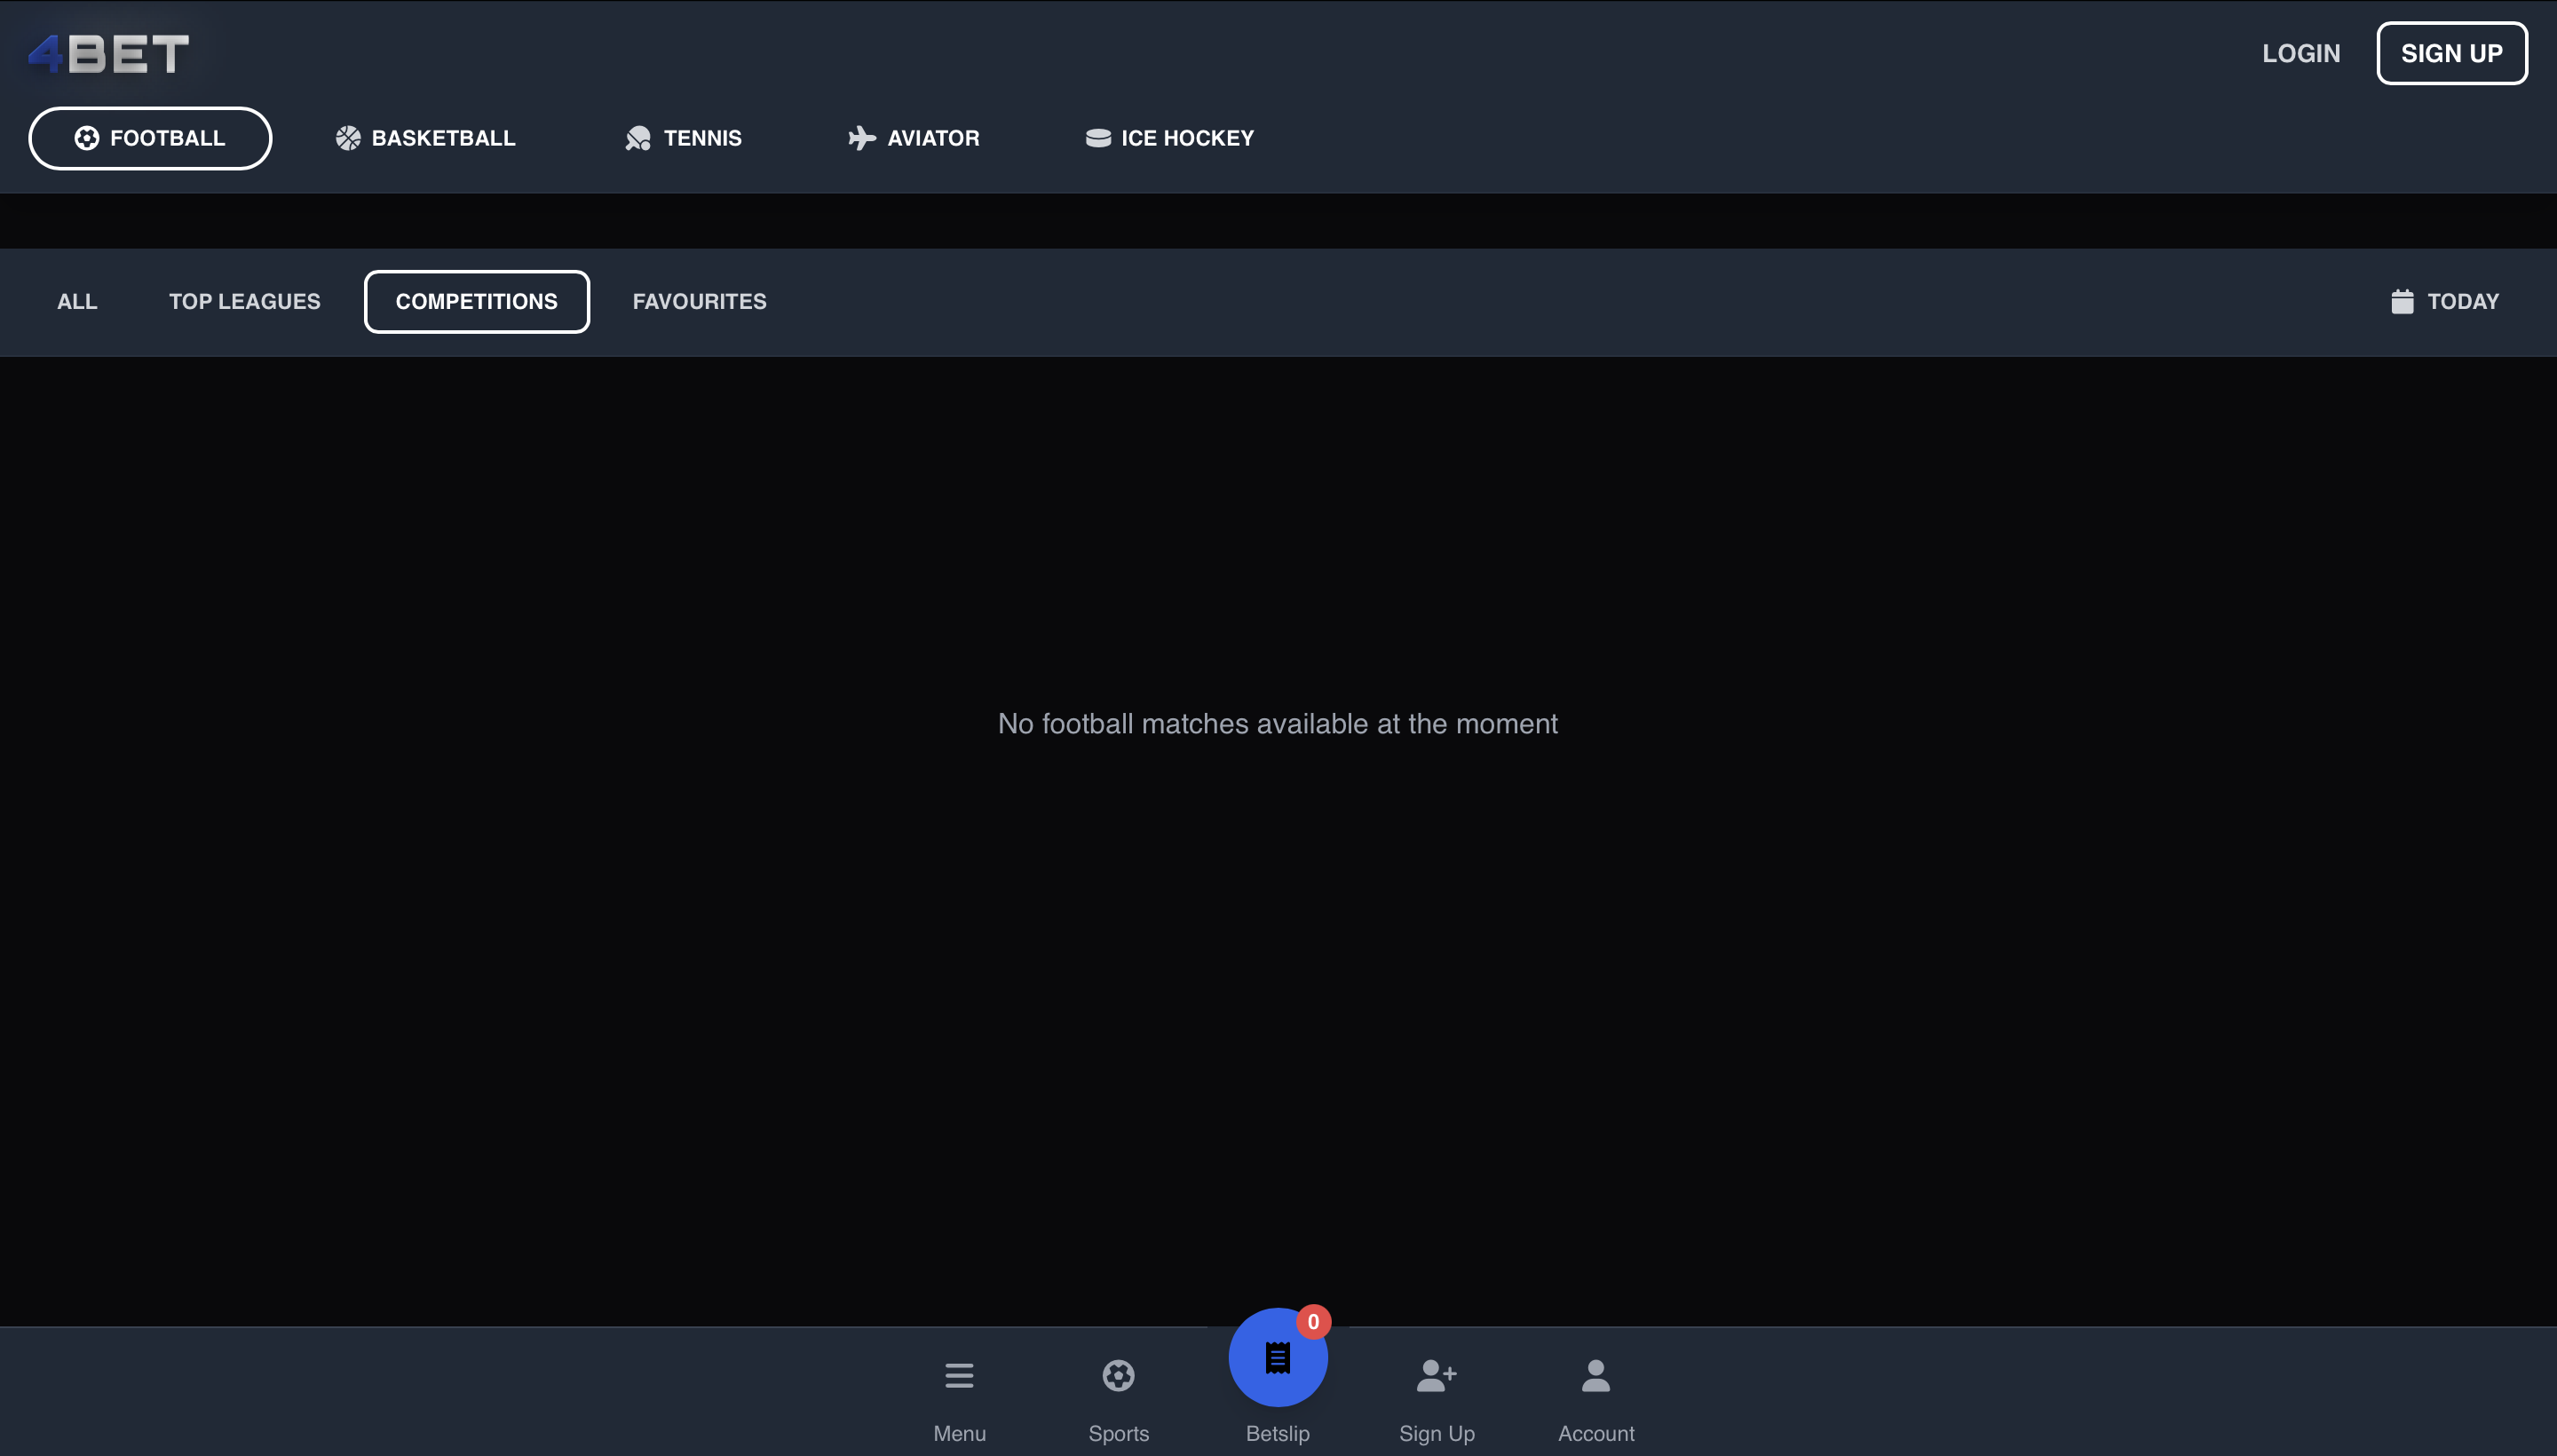 4BET
LOGIN
SIGN UP
FOOTBALL
BASKETBALL
TENNIS
AVIATOR
ICE HOCKEY
ALL
TOP LEAGUES
COMPETITIONS
FAVOURITES
TODAY
No football matches available at the moment
0
Menu
Sports
Betslip
Sign Up
Account